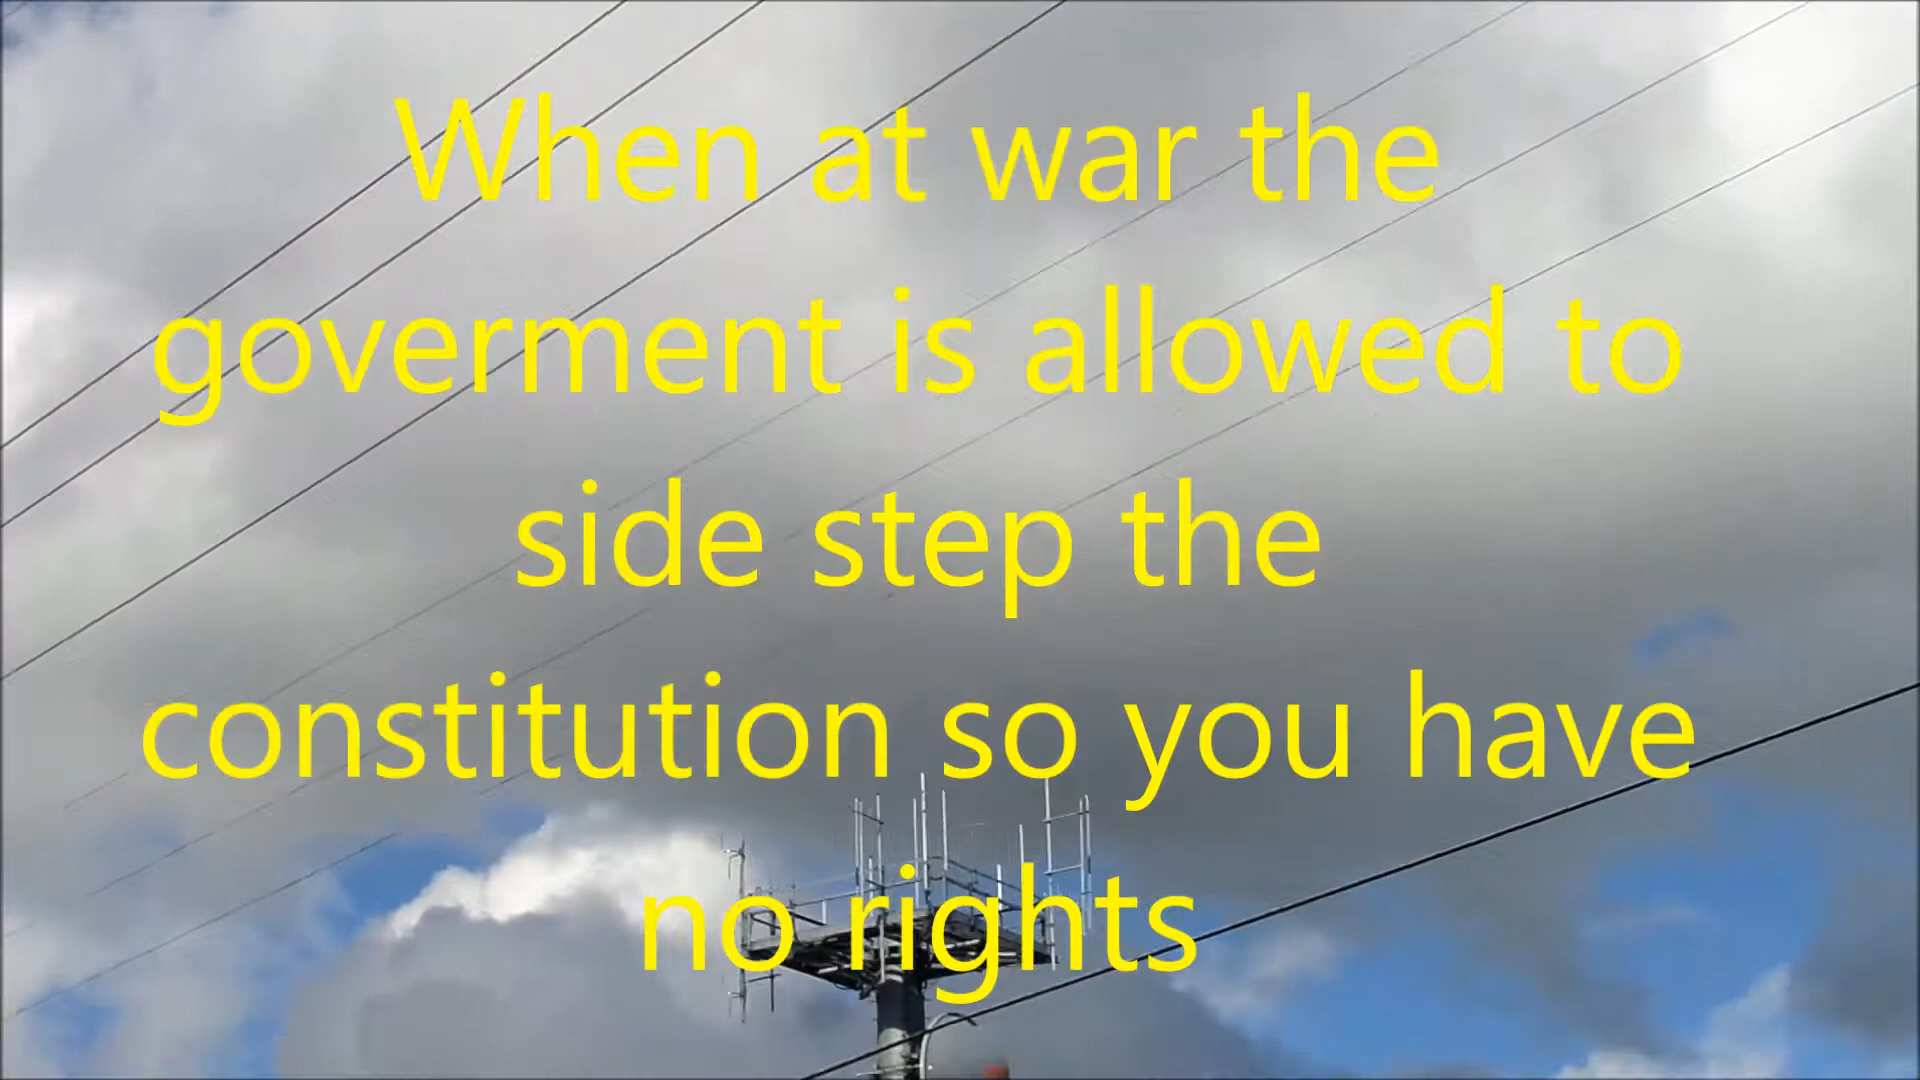 When at war the
goverment is allowed to
side step the
constitution so you have
no rights